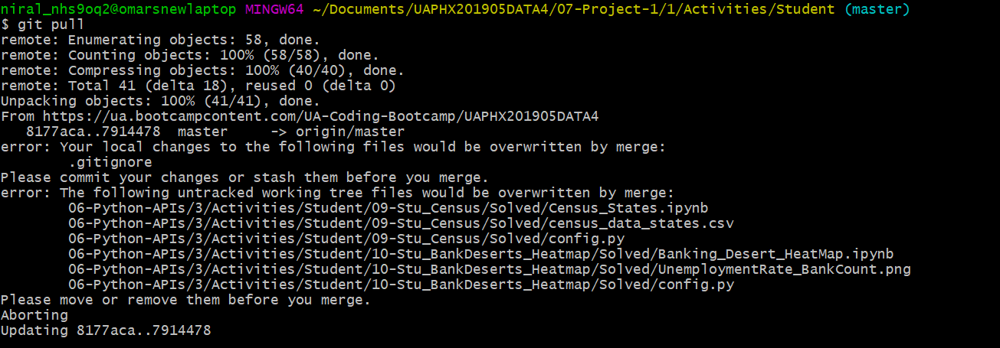 niral_nhs9oq2@omarsnewlaptop MINGW64 ~/Documents/UAPHX201905DATA4/07-Project-1/1/Activities/Student (master)
$ git pull
remote: Enumerating objects: 58, done.
remote: Counting objects: 100% (58/58), done.
remote: Compressing objects: 100% (40/40), done.
remote: Total 41 (delta 18), reused 0 (delta 0)
Unpacking objects: 100% (41/41), done.
From https://ua.bootcampcontent.com/UA-Coding-Bootcamp/UAPHX201905DATA4
   8177aca..7914478  master     -> origin/master
error: Your local changes to the following files would be overwritten by merge:
        .gitignore
Please commit your changes or stash them before you merge.
error: The following untracked working tree files would be overwritten by merge:
        06-Python-APIs/3/Activities/Student/09-Stu_Census/Solved/Census_States.ipynb
        06-Python-APIs/3/Activities/Student/09-Stu_Census/Solved/census_data_states.csv
        06-Python-APIs/3/Activities/Student/09-Stu_Census/Solved/config.py
        06-Python-APIs/3/Activities/Student/10-Stu_BankDeserts_Heatmap/Solved/Banking_Desert_HeatMap.ipynb
        06-Python-APIs/3/Activities/Student/10-Stu_BankDeserts_Heatmap/Solved/UnemploymentRate_BankCount.png
        06-Python-APIs/3/Activities/Student/10-Stu_BankDeserts_Heatmap/Solved/config.py
Please move or remove them before you merge.
Aborting
Updating 8177aca..7914478